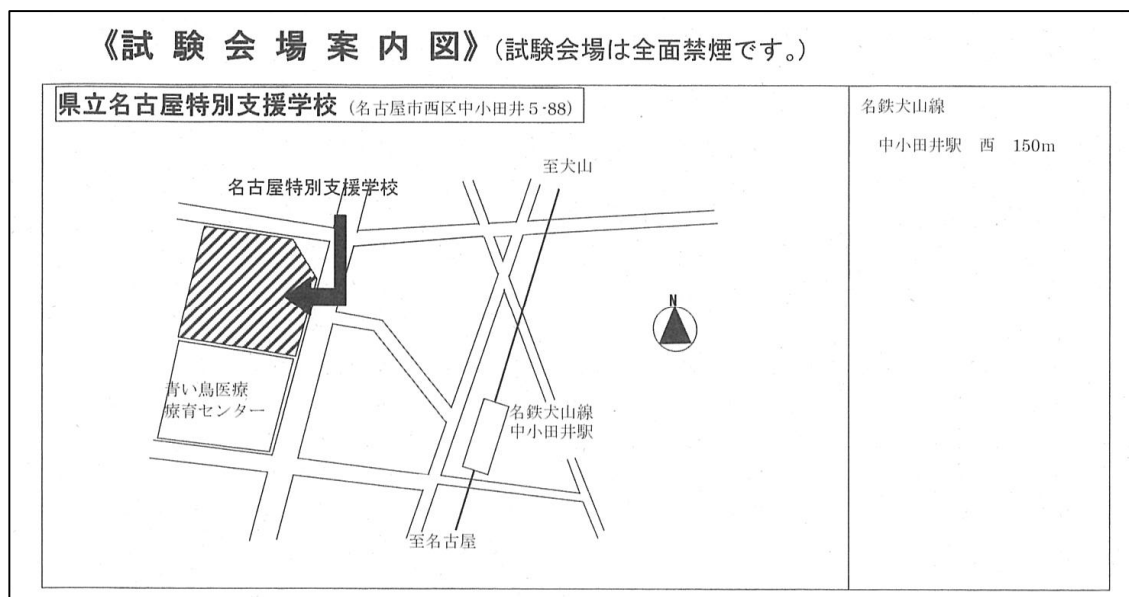 《試験会場案内図》(試験会場は全面禁煙です。)
県立名古屋特別支援学校 (名古屋市西区中小田井5-88)
名鉄犬山線
中小田井駅 西 150m
至犬山
名古屋特別支援学校
N
青い鳥医療
療育センター
名鉄犬山線
中小田井駅
至名古屋